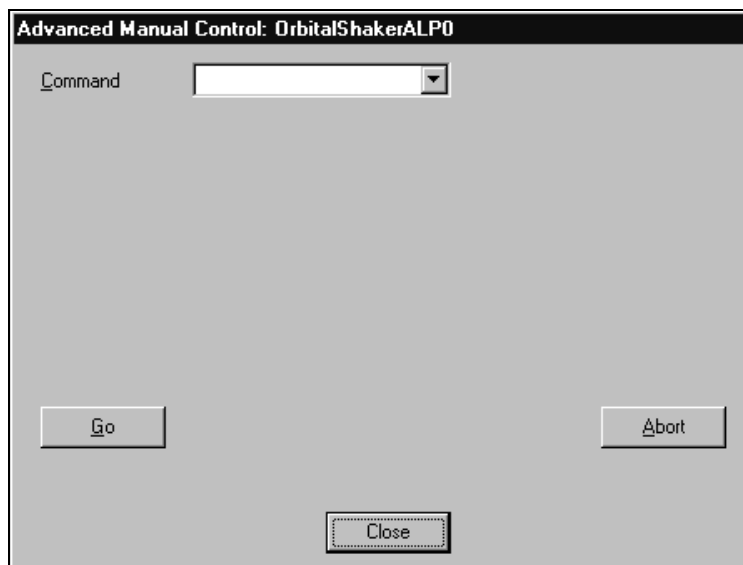 Advanced Manual Control: OrbitalShakerALP0
Command
Go
Abort
Close